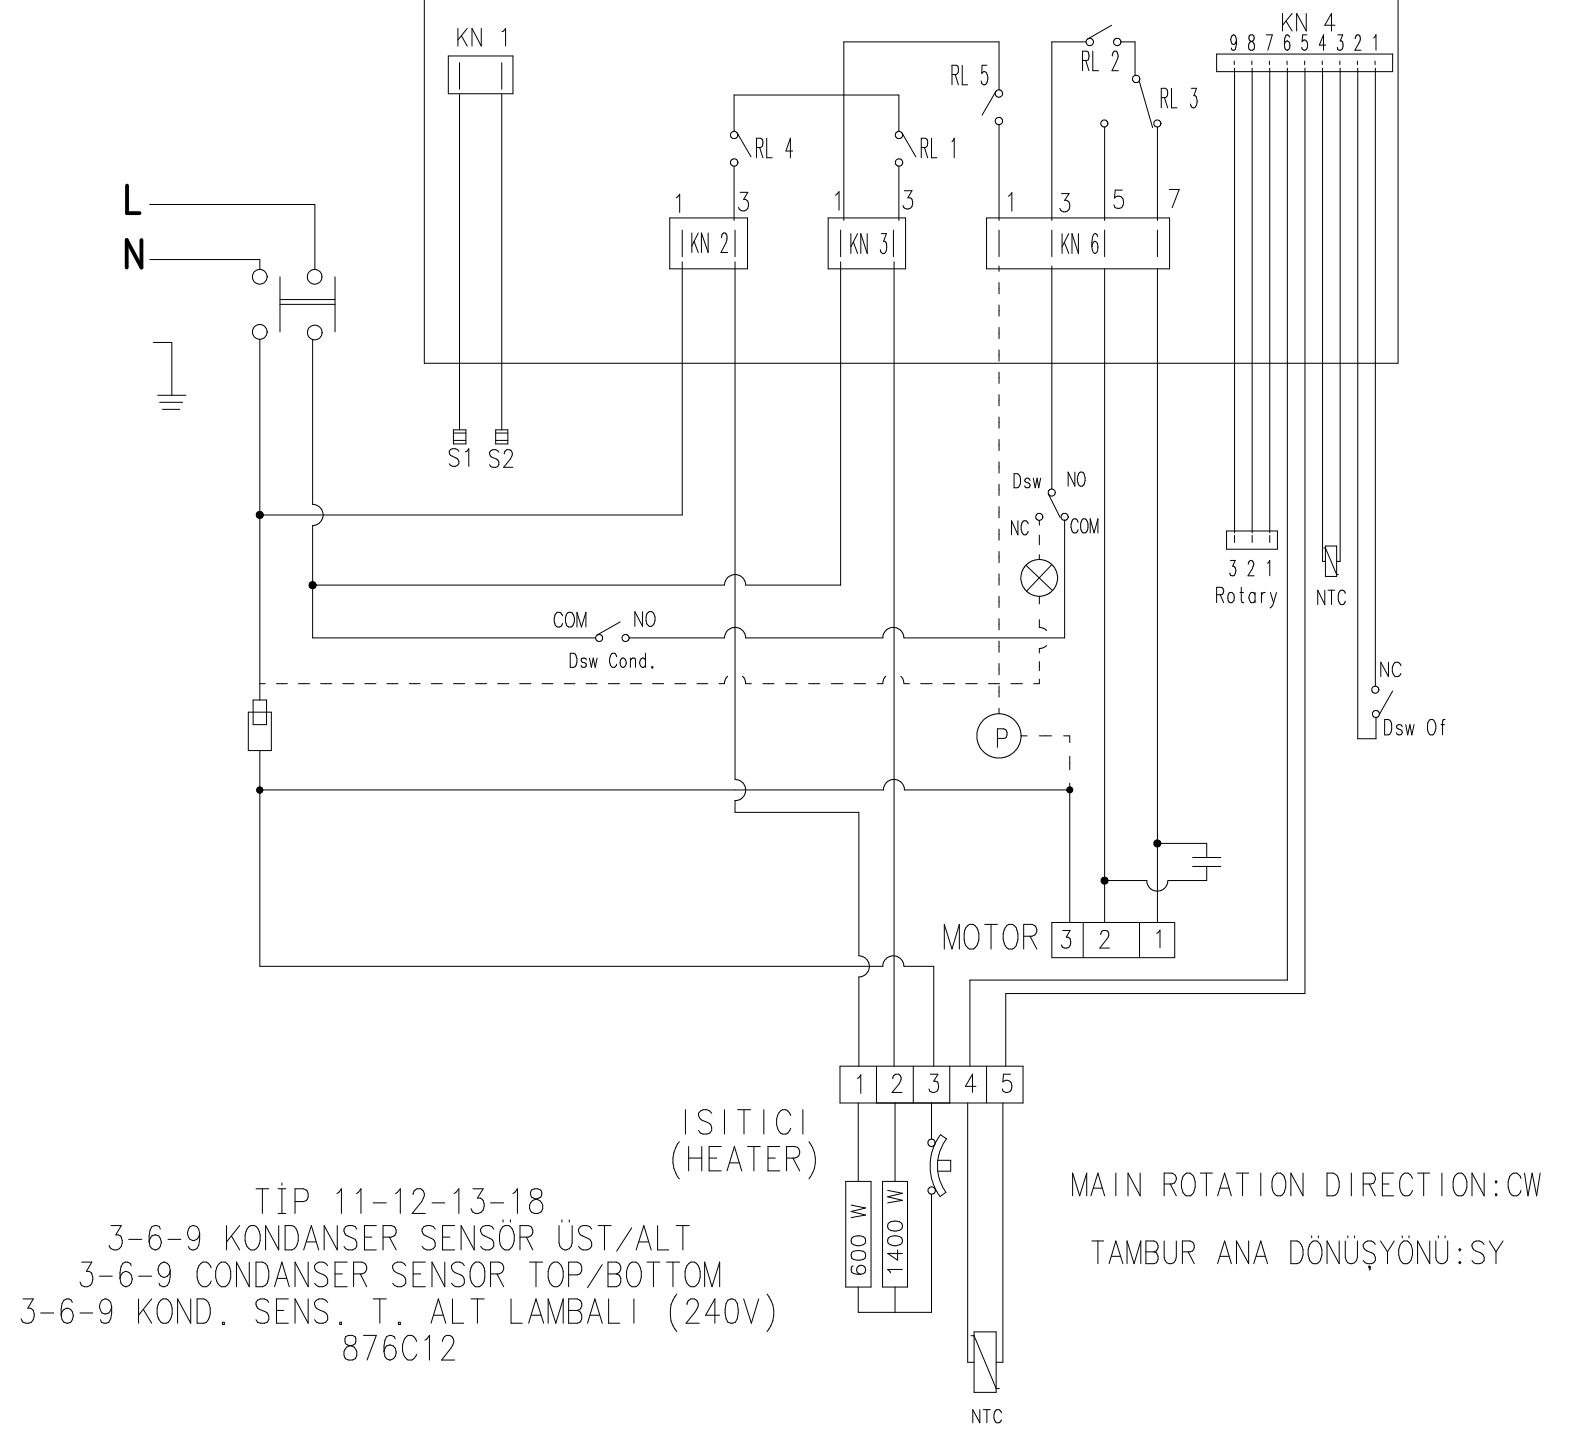 KN 1
KN 4
9 8 7 6 5 4 3 2 1
RL 5
RL 2
RL 3
RL 4
RL 1
L
N
1 3
1 3
1 3 5 7
KN 2
KN 3
KN 6
S1 S2
Dsw NO
NC COM
3 2 1
Rotary
NTC
COM NO
Dsw Cond.
NC
Dsw Of
P
MOTOR 3 2 1
1 2 3 4 5
ISITICI
(HEATER)
600 W
1400 W
NTC
MAIN ROTATION DIRECTION:CW
TAMBUR ANA DÖNÜŞYÖNÜ:SY
TİP 11-12-13-18
3-6-9 KONDANSER SENSÖR ÜST/ALT
3-6-9 CONDANSER SENSOR TOP/BOTTOM
3-6-9 KOND. SENS. T. ALT LAMBALI (240V)
876C12